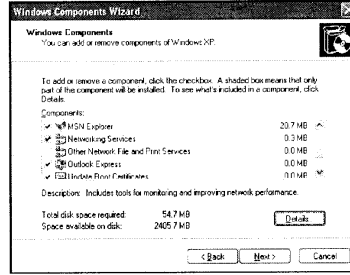 Windows Components Wizard
Windows Components
You can add or remove components of Windows XP.
To add or remove a component, click the checkbox. A shaded box means that only
part of the component will be installed. To see what's included in a component, click
Details.
Components:
MSN Explorer 20.7 MB
Networking Services 0.3 MB
Other Network File and Print Services 0.0 MB
Outlook Express 0.0 MB
Update Root Certificates 0.0 MB
Description: Includes tools for monitoring and improving network performance.
Total disk space required: 54.7 MB
Space available on disk: 2405.7 MB
Details
< Back Next > Cancel